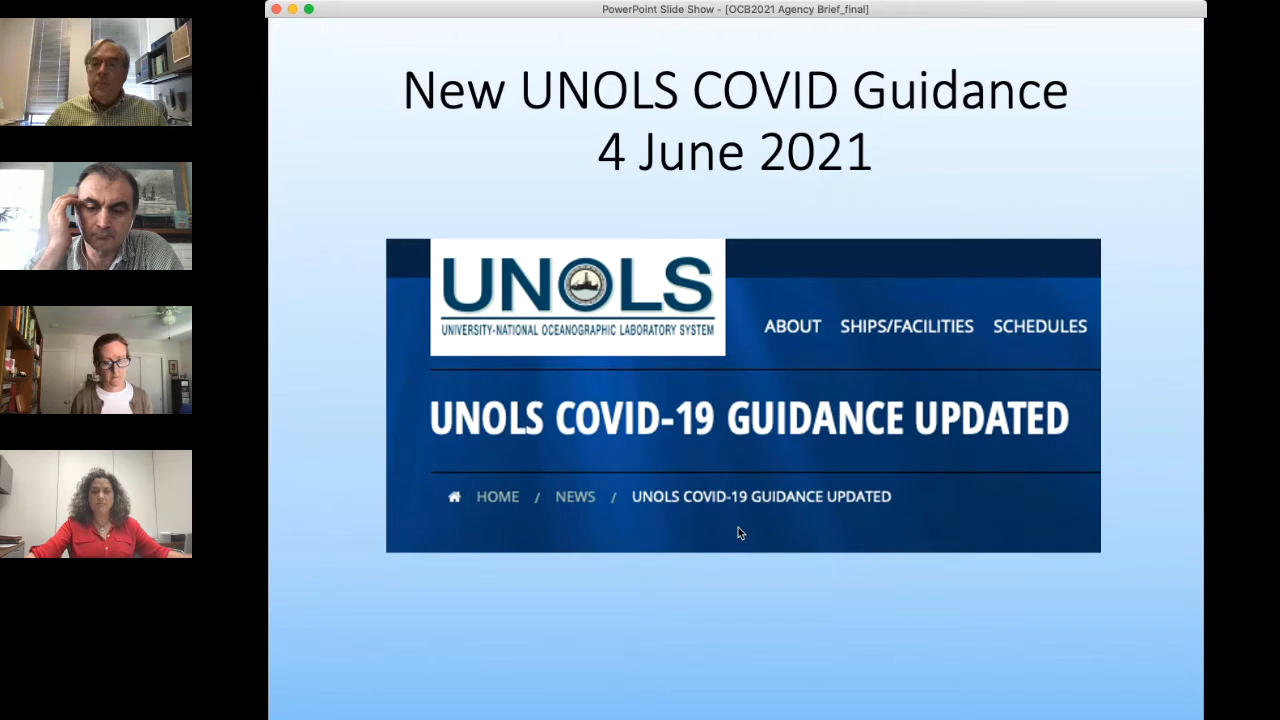 PowerPoint Slide Show - [OCB2021 Agency Brief_final]
New UNOLS COVID Guidance
4 June 2021
UNOLS
UNIVERSITY-NATIONAL OCEANOGRAPHIC LABORATORY SYSTEM
ABOUT SHIPS/FACILITIES SCHEDULES
UNOLS COVID-19 GUIDANCE UPDATED
HOME / NEWS / UNOLS COVID-19 GUIDANCE UPDATED